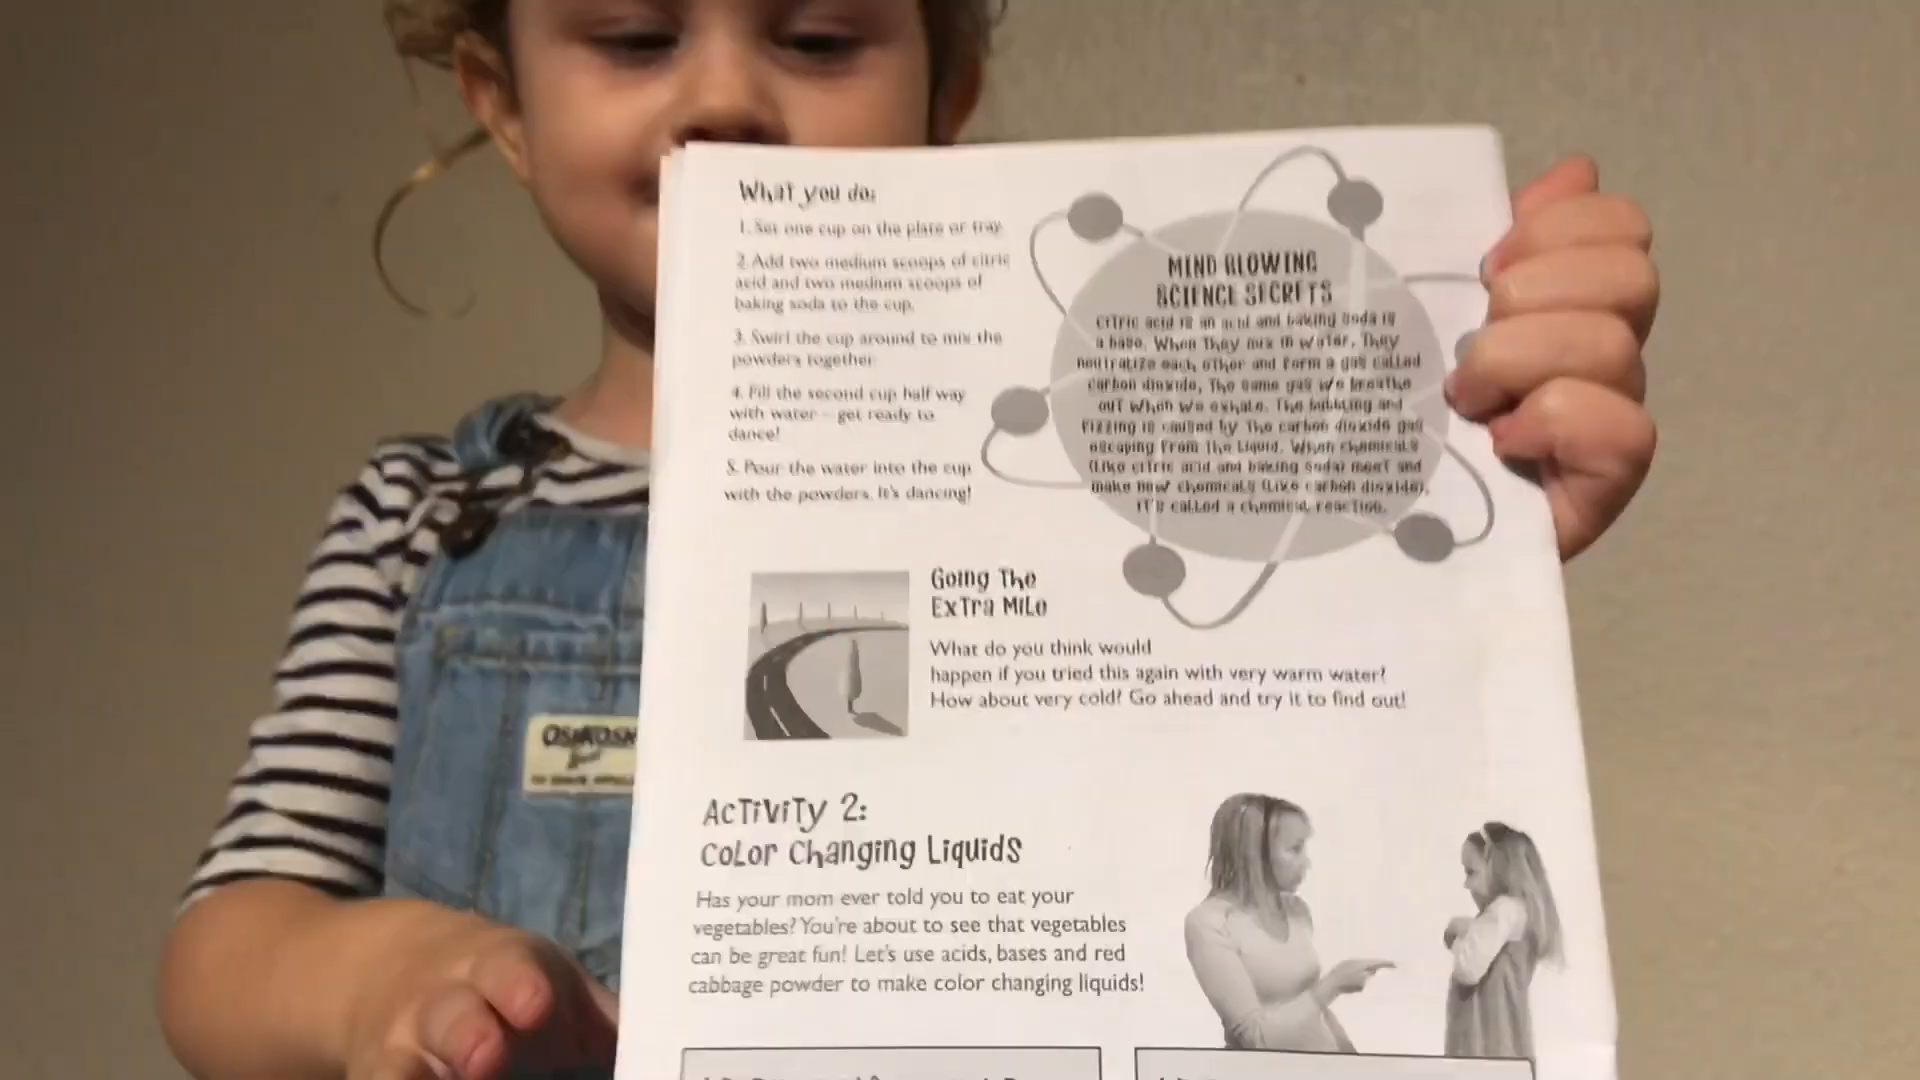 What you do:
1. Set one cup on the plate or tray.
2. Add two medium scoops of citric
acid and two medium scoops of
baking soda to the cup.
3. Swirl the cup around to mix the
powders together.
4. Fill the second cup half way
with water – get ready to
dance!
5. Pour the water into the cup
with the powders. It's dancing!
MIND BLOWING
SCIENCE SECRETS
Citric acid is an acid and baking soda is
a base. When they mix in water, they
neutralize each other and form a gas called
carbon dioxide, the same gas we breathe
out when we exhale. The bubbling and
fizzing is caused by the carbon dioxide gas
escaping from the liquid. When chemicals
(like citric acid and baking soda) meet and
make new chemicals (like carbon dioxide),
it's called a chemical reaction.
Going The
Extra Mile
What do you think would
happen if you tried this again with very warm water?
How about very cold? Go ahead and try it to find out!
OSHKOSH
Activity 2:
Color Changing Liquids
Has your mom ever told you to eat your
vegetables? You're about to see that vegetables
can be great fun! Let's use acids, bases and red
cabbage powder to make color changing liquids!